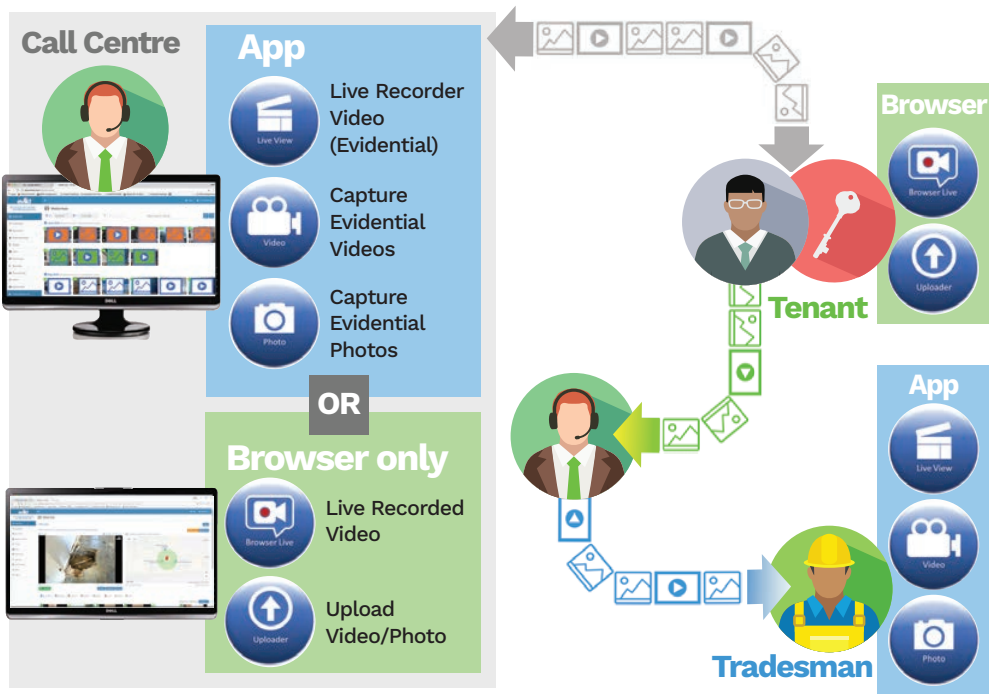 Call Centre
App
Live View
Live Recorder
Video
(Evidential)
Video
Capture
Evidential
Videos
Photo
Capture
Evidential
Photos
OR
Browser only
Browser Live
Live Recorded
Video
Uploader
Upload
Video/Photo
DELL
DELL
Browser
Browser Live
Uploader
Tenant
App
Live View
Video
Photo
Tradesman